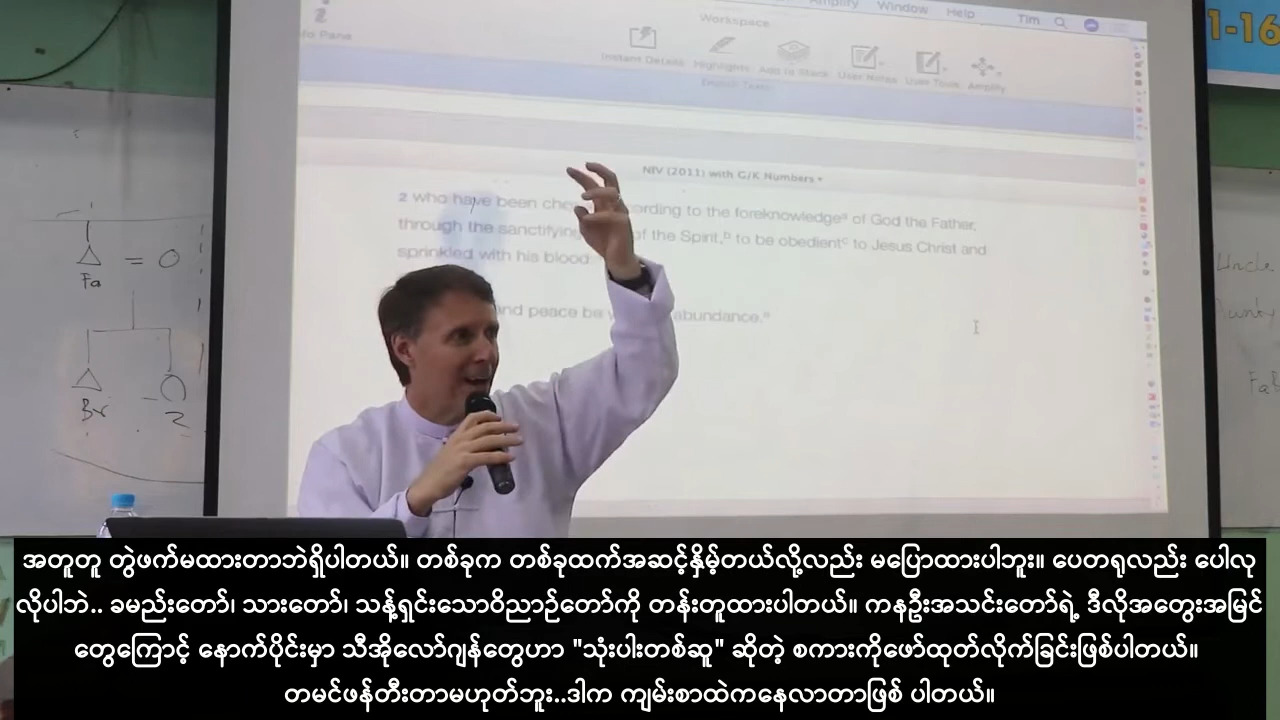 Amplify Window Help Tim
Workspace
Info Pane
Instant Details Highlights Add to Stack User Notes User Tools Amplify
English Texts
NIV (2011) with G/K Numbers
1-16
2 who have been according to the foreknowledgeᵃ of God the Father,
through the sanctifying of the Spirit,ᵇ to be obedientᶜ to Jesus Christ and
sprinkled with his blood:
and peace be abundance.ᵉ
Fa
= O
Br
Z
Uncle
Aunty
အတူတူ တွဲဖက်မထားတာဘဲရှိပါတယ်။ တစ်ခုက တစ်ခုထက်အဆင့်နှိမ့်တယ်လို့လည်း မပြောထားပါဘူး။ ပေတရုလည်း ပေါလု
လိုပါဘဲ.. ခမည်းတော်၊ သားတော်၊ သန့်ရှင်းသောဝိညာဉ်တော်ကို တန်းတူထားပါတယ်။ ကနဦးအသင်းတော်ရဲ့ ဒီလိုအတွေးအမြင်
တွေကြောင့် နောက်ပိုင်းမှာ သီအိုလော်ဂျန်တွေဟာ "သုံးပါးတစ်ဆူ" ဆိုတဲ့ စကားကိုဖော်ထုတ်လိုက်ခြင်းဖြစ်ပါတယ်။
တမင်ဖန်တီးတာမဟုတ်ဘူး..ဒါက ကျမ်းစာထဲကနေလာတာဖြစ် ပါတယ်။